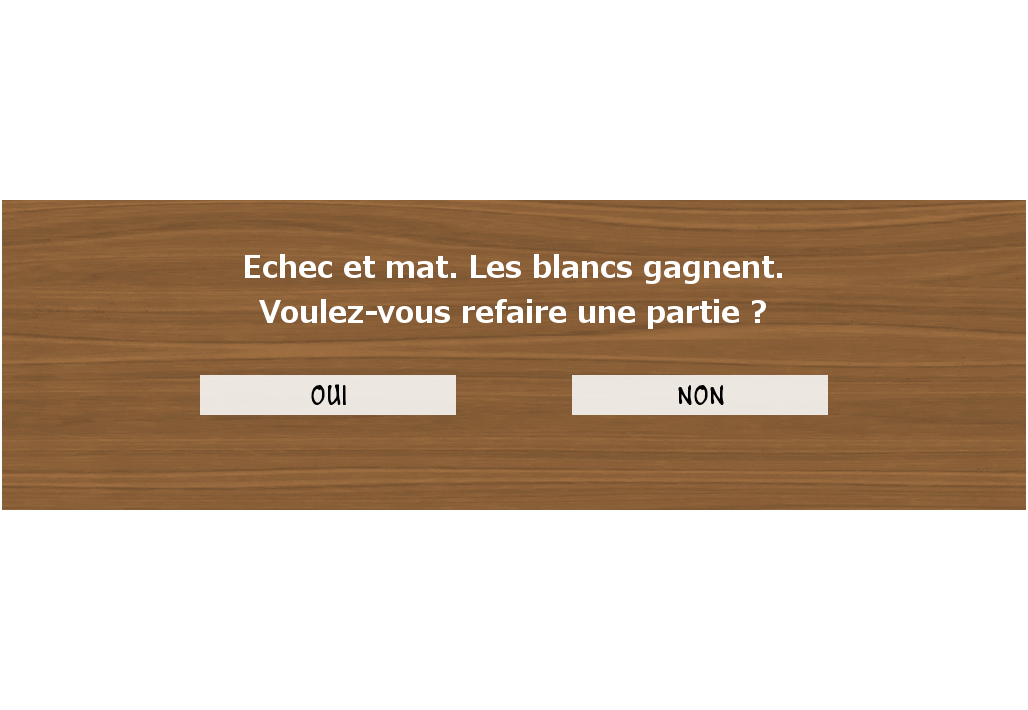 Echec et mat. Les blancs gagnent.
Voulez-vous refaire une partie ?
OUI
NON